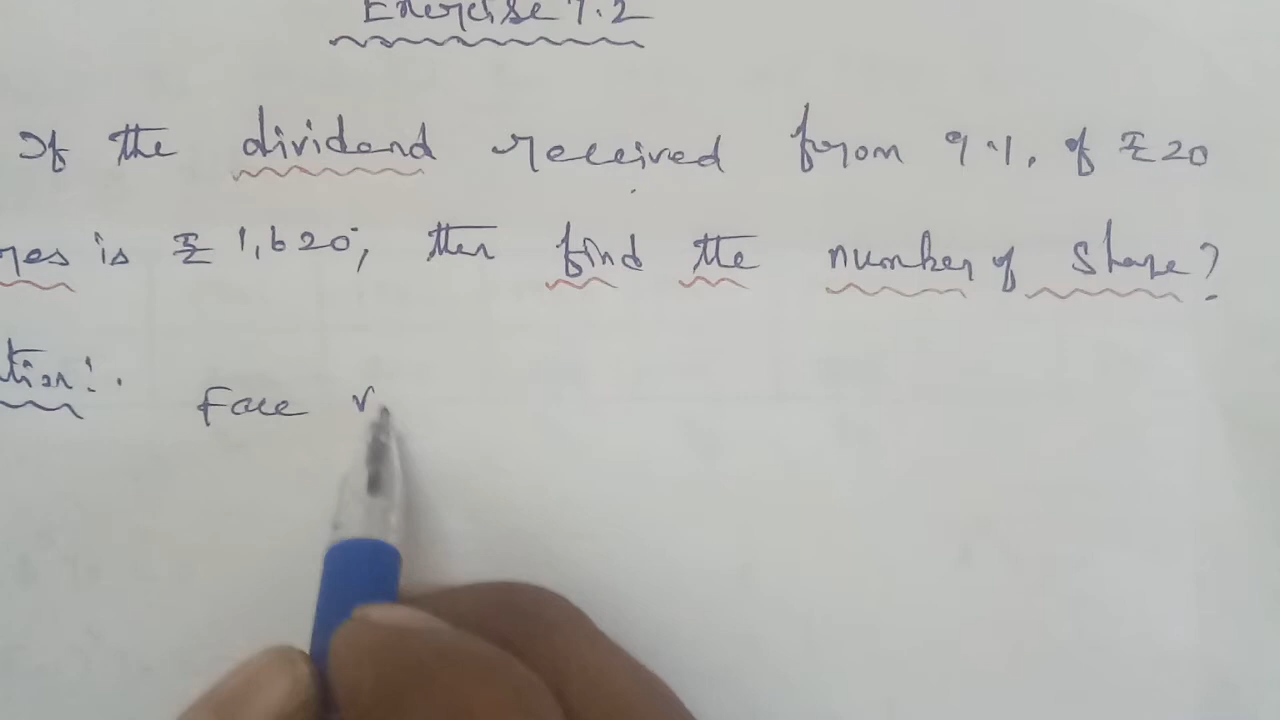 Exercise 7.2
If the dividend received from 9%. of ₹20
res is ₹ 1,620, then find the number of share?
tion:.
Face v